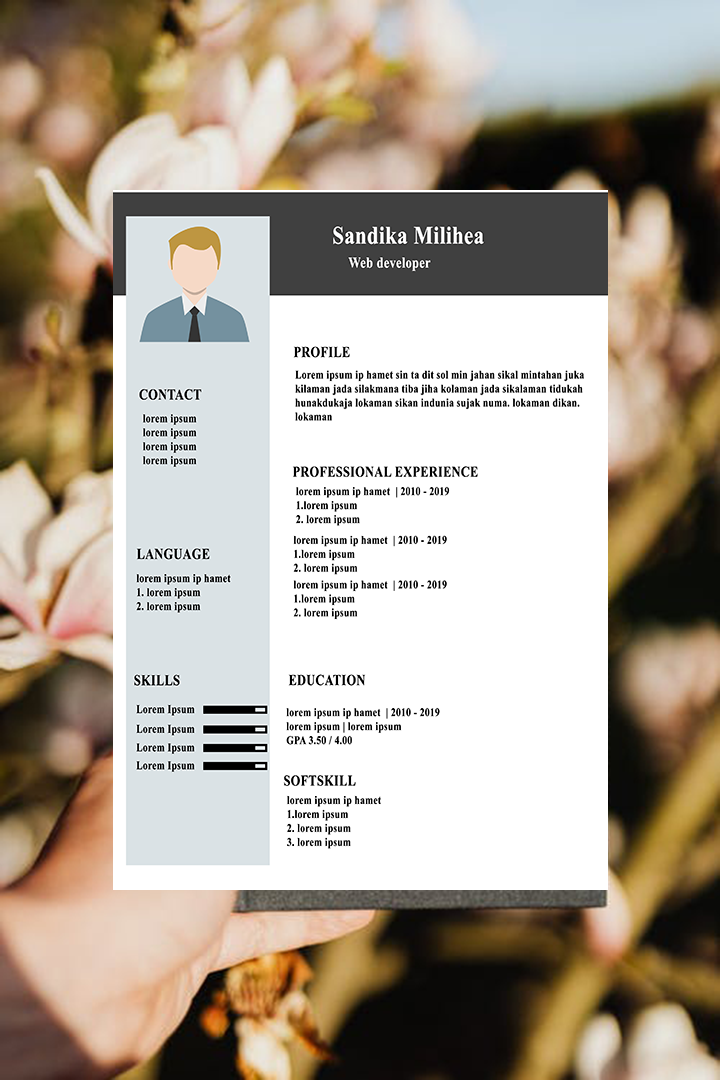 Sandika Milihea
Web developer
CONTACT
lorem ipsum
lorem ipsum
lorem ipsum
lorem ipsum
LANGUAGE
lorem ipsum ip hamet
1. lorem ipsum
2. lorem ipsum
SKILLS
Lorem Ipsum
Lorem Ipsum
Lorem Ipsum
Lorem Ipsum
PROFILE
Lorem ipsum ip hamet sin ta dit sol min jahan sikal mintahan juka
kilaman jada silakmana tiba jiha kolaman jada sikalaman tidukah
hunakdukaja lokaman sikan indunia sujak numa. lokaman dikan.
lokaman
PROFESSIONAL EXPERIENCE
lorem ipsum ip hamet | 2010 - 2019
1.lorem ipsum
2. lorem ipsum
lorem ipsum ip hamet | 2010 - 2019
1.lorem ipsum
2. lorem ipsum
lorem ipsum ip hamet | 2010 - 2019
1.lorem ipsum
2. lorem ipsum
EDUCATION
lorem ipsum ip hamet | 2010 - 2019
lorem ipsum | lorem ipsum
GPA 3.50 / 4.00
SOFTSKILL
lorem ipsum ip hamet
1.lorem ipsum
2. lorem ipsum
3. lorem ipsum